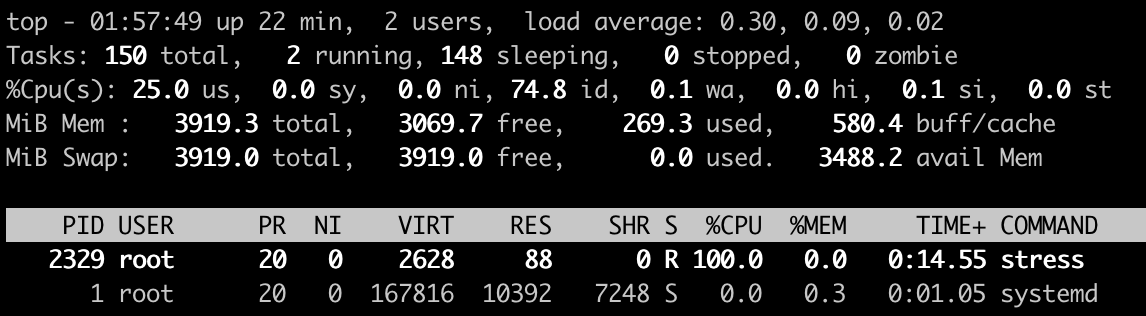 top - 01:57:49 up 22 min,  2 users,  load average: 0.30, 0.09, 0.02
Tasks: 150 total,   2 running, 148 sleeping,   0 stopped,   0 zombie
%Cpu(s): 25.0 us,  0.0 sy,  0.0 ni, 74.8 id,  0.1 wa,  0.0 hi,  0.1 si,  0.0 st
MiB Mem :   3919.3 total,   3069.7 free,    269.3 used,    580.4 buff/cache
MiB Swap:   3919.0 total,   3919.0 free,      0.0 used.   3488.2 avail Mem
    PID USER      PR  NI    VIRT    RES    SHR S  %CPU  %MEM     TIME+ COMMAND
   2329 root      20   0    2628     88      0 R 100.0   0.0   0:14.55 stress
      1 root      20   0  167816  10392   7248 S   0.0   0.3   0:01.05 systemd